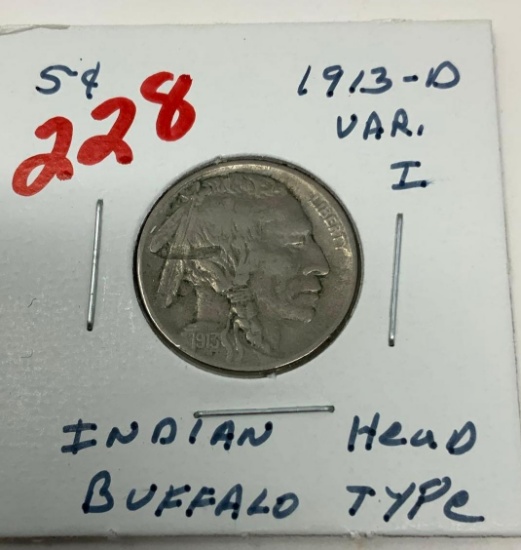 5¢ 1913-D
228 VAR.
I
LIBERTY
1913
INDIAN HeaD
BUFFALO TYPe